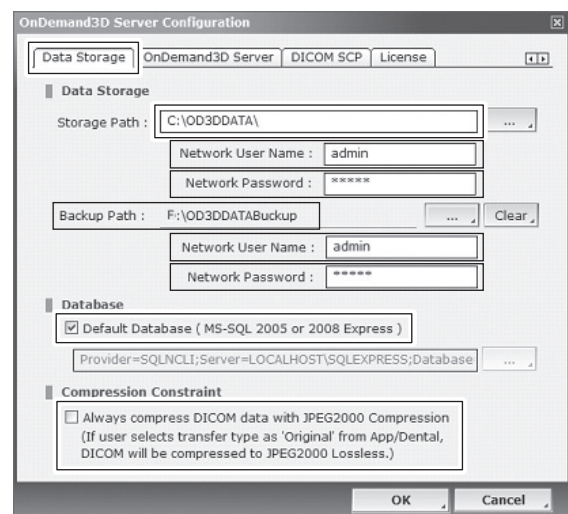 OnDemand3D Server Configuration
Data Storage OnDemand3D Server DICOM SCP License
Data Storage
Storage Path : C:\OD3DDATA\ ...
Network User Name : admin
Network Password : *****
Backup Path : F:\OD3DDATABuckup ... Clear
Network User Name : admin
Network Password : *****
Database
Default Database ( MS-SQL 2005 or 2008 Express )
Provider=SQLNCLI;Server=LOCALHOST\SQLEXPRESS;Database ...
Compression Constraint
Always compress DICOM data with JPEG2000 Compression
(If user selects transfer type as 'Original' from App/Dental,
DICOM will be compressed to JPEG2000 Lossless.)
OK Cancel